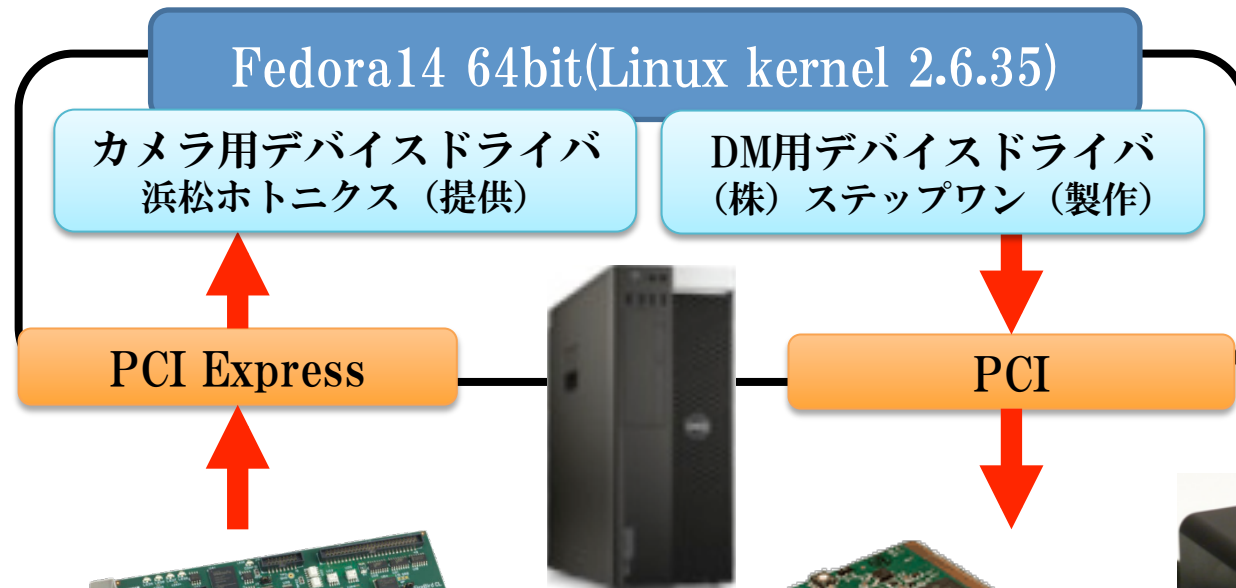 Fedora14 64bit(Linux kernel 2.6.35)
カメラ用デバイスドライバ
浜松ホトニクス（提供）
DM用デバイスドライバ
（株）ステップワン（製作）
PCI Express
PCI